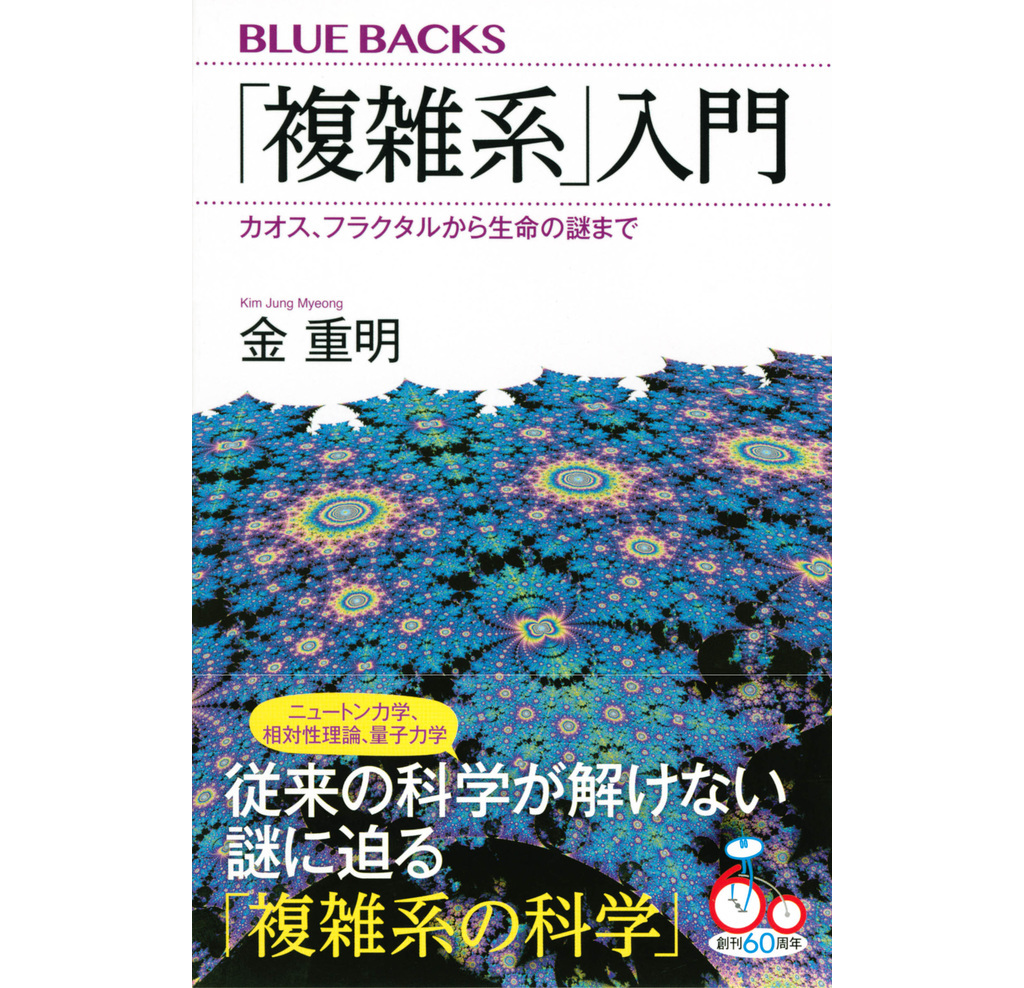 BLUE BACKS
「複雑系」入門
カオス、フラクタルから生命の謎まで
Kim Jung Myeong
金 重明
ニュートン力学、
相対性理論、量子力学
従来の科学が解けない
謎に迫る
「複雑系の科学」
創刊60周年